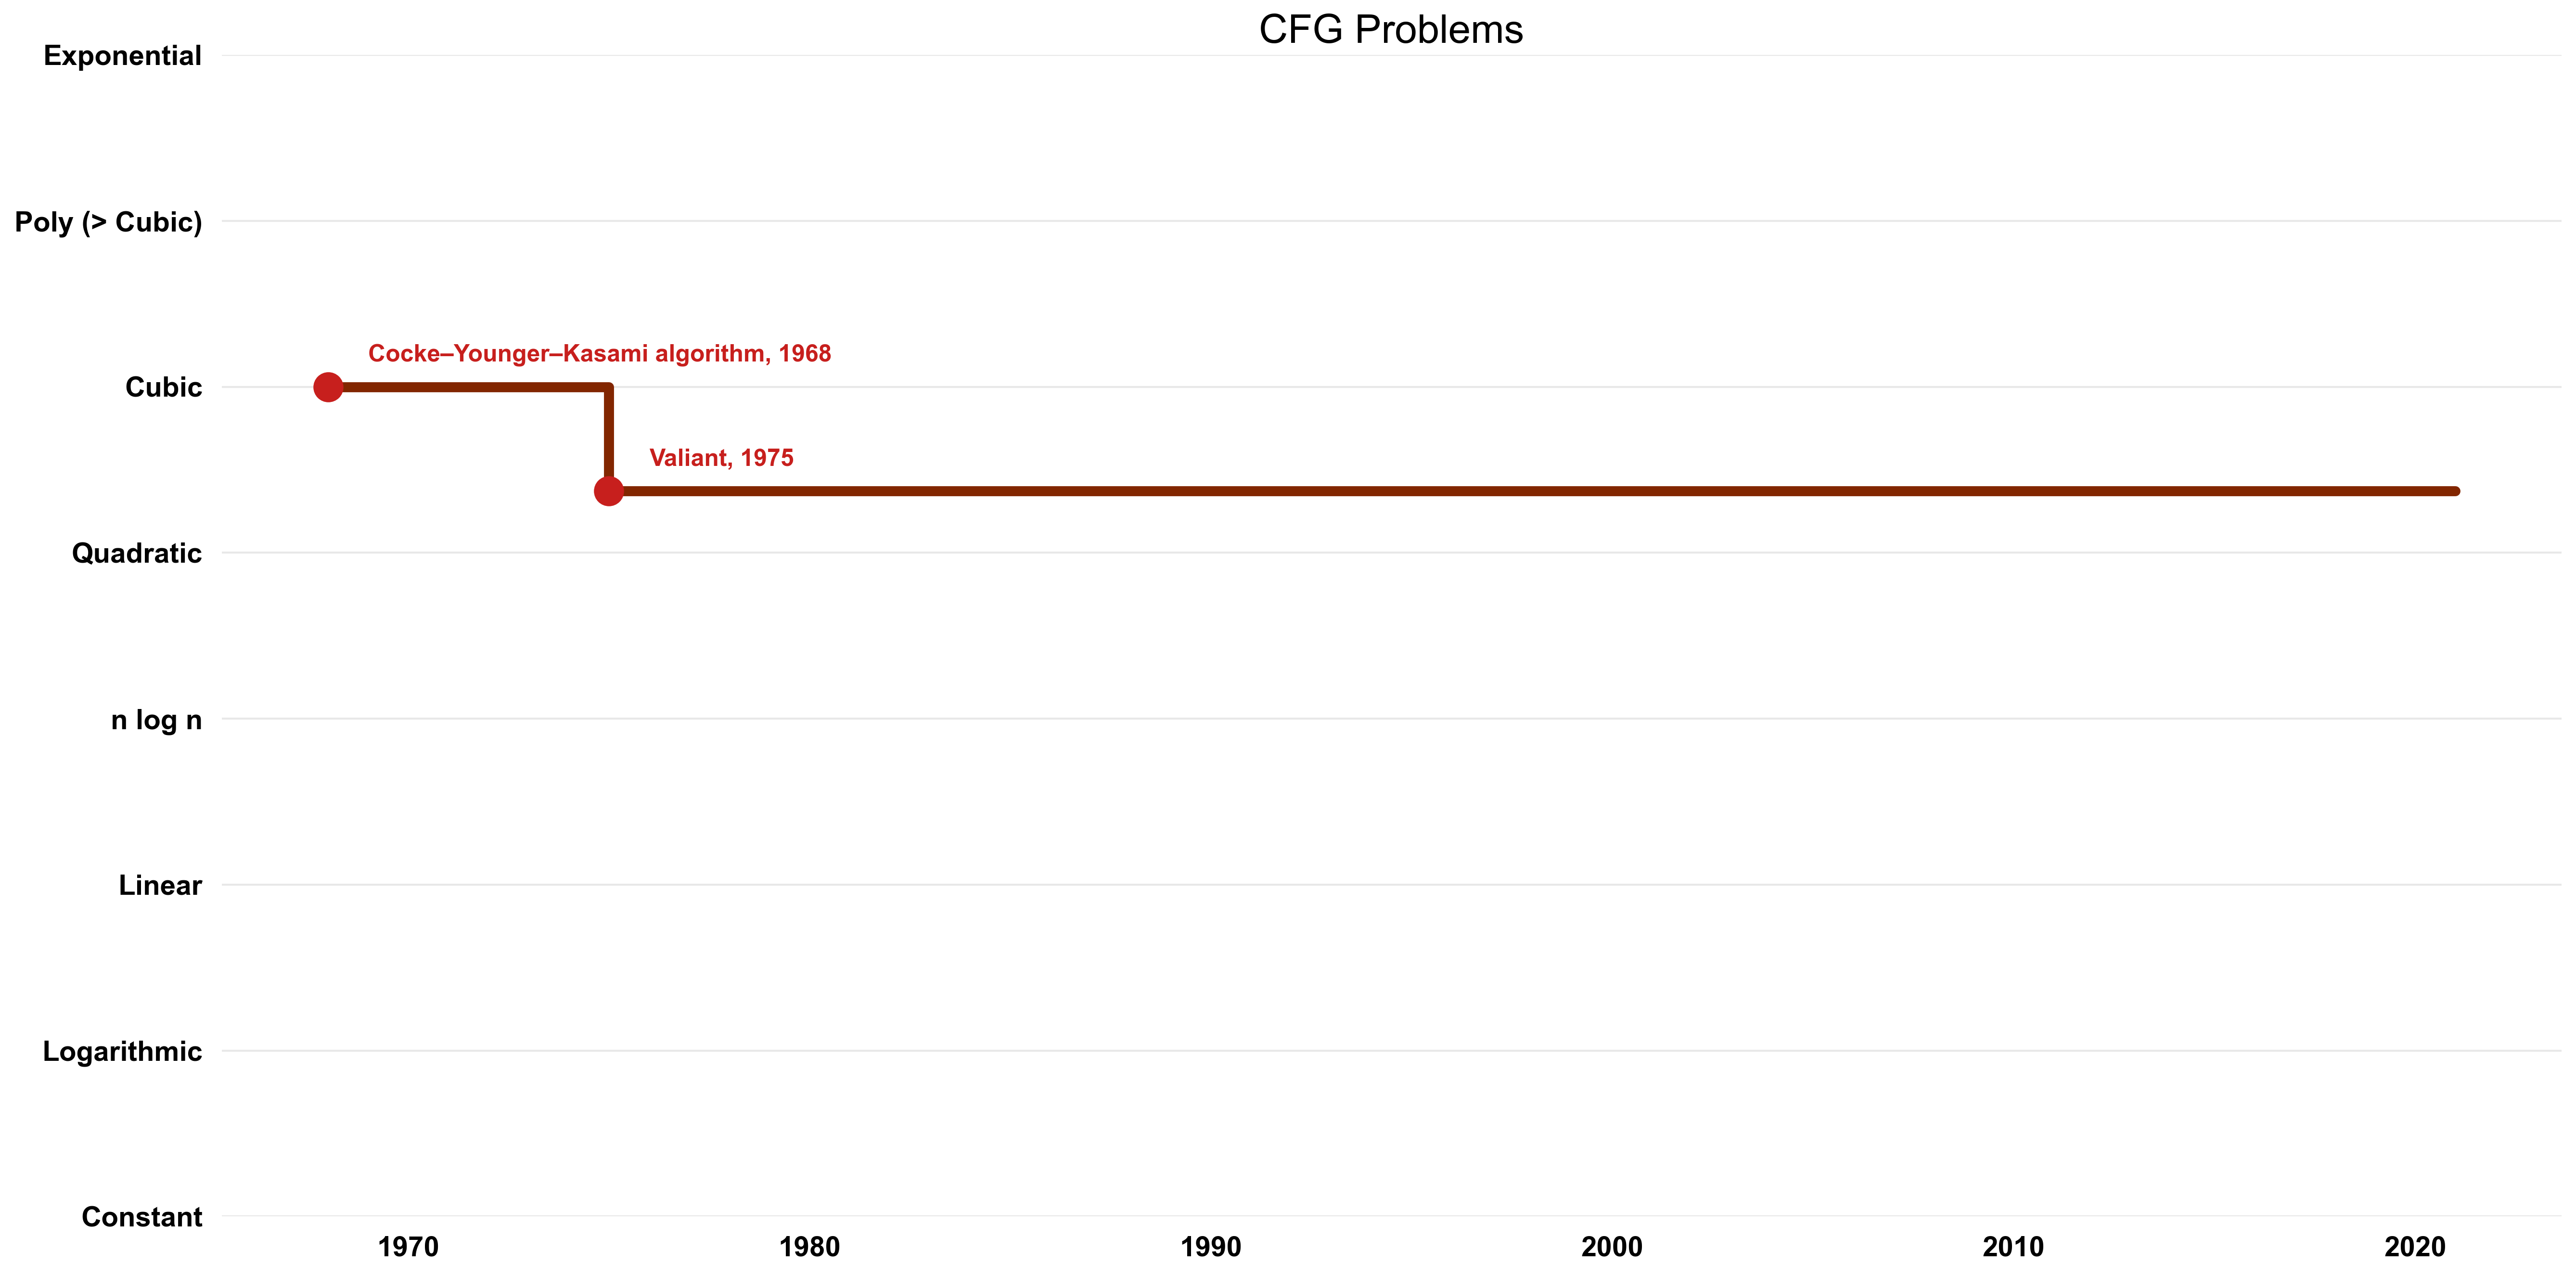 CFG Problems
Exponential
Poly (> Cubic)
Cocke–Younger–Kasami algorithm, 1968
Cubic
Valiant, 1975
Quadratic
n log n
Linear
Logarithmic
Constant
1970 1980 1990 2000 2010 2020